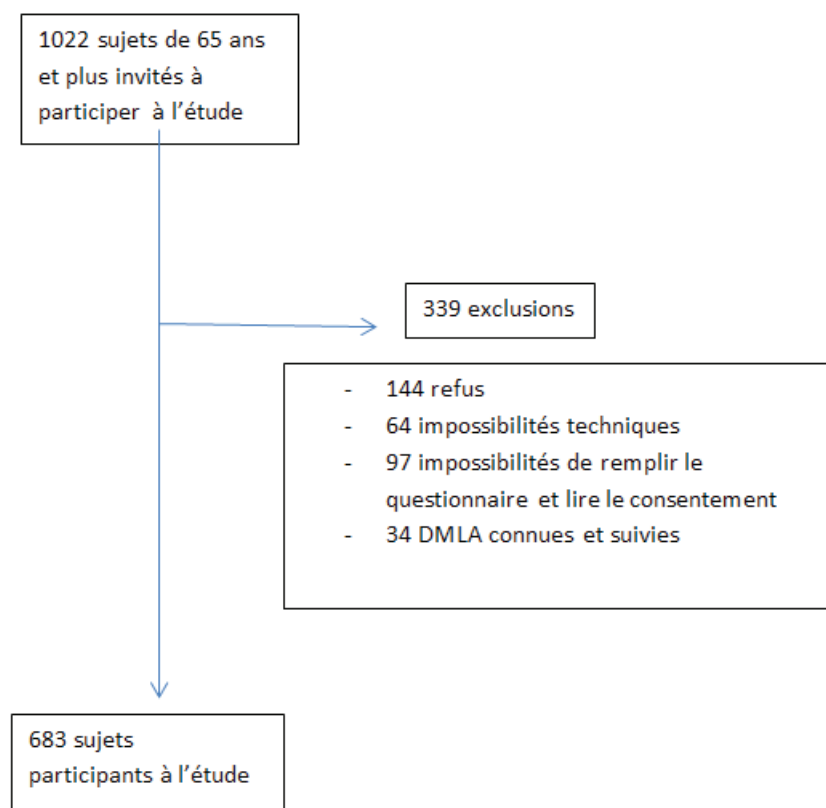 1022 sujets de 65 ans
et plus invités à
participer à l'étude
339 exclusions
- 144 refus
- 64 impossibilités techniques
- 97 impossibilités de remplir le
questionnaire et lire le consentement
- 34 DMLA connues et suivies
683 sujets
participants à l'étude